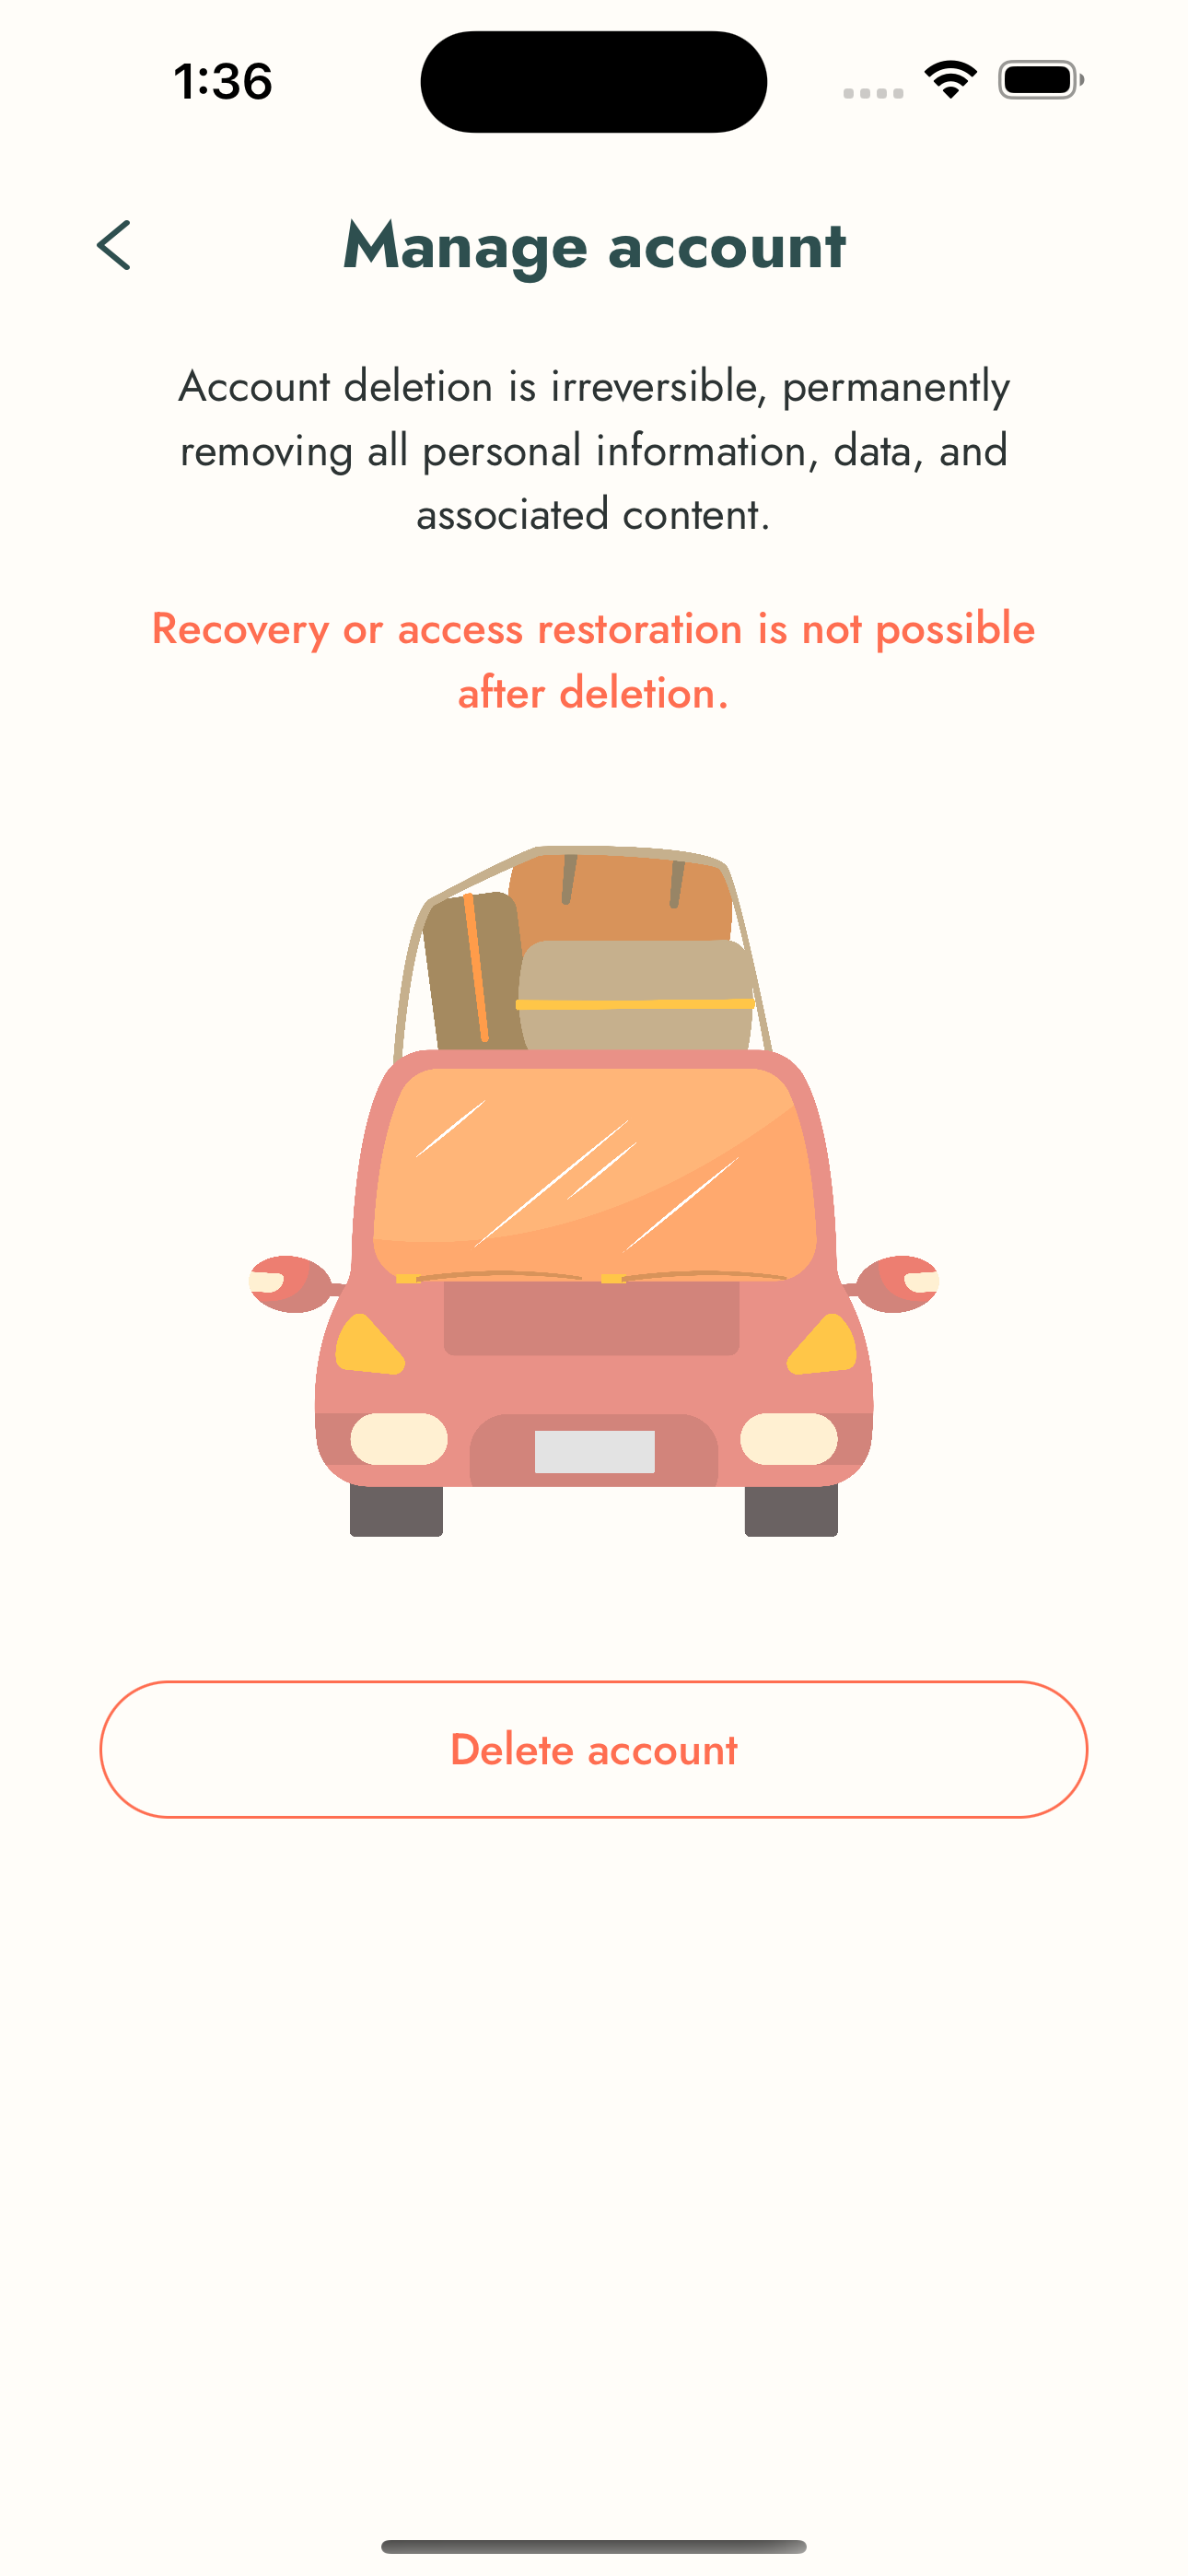 1:36
Manage account
Account deletion is irreversible, permanently
removing all personal information, data, and
associated content.
Recovery or access restoration is not possible
after deletion.
Delete account